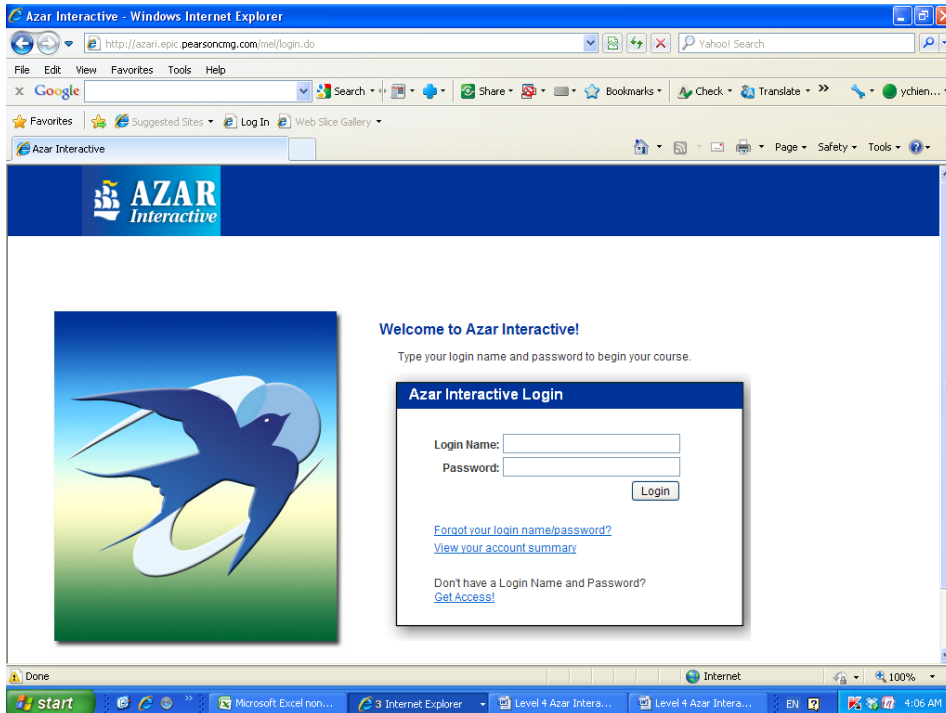 Azar Interactive - Windows Internet Explorer
http://azari.epic.pearsoncmg.com/mel/login.do
Yahoo! Search
File Edit View Favorites Tools Help
x Google Search Share Bookmarks Check Translate ychien...
Favorites Suggested Sites Log In Web Slice Gallery
Azar Interactive Page Safety Tools
AZAR
Interactive
Welcome to Azar Interactive!
Type your login name and password to begin your course.
Azar Interactive Login
Login Name:
Password:
Login
Forgot your login name/password?
View your account summary
Don't have a Login Name and Password?
Get Access!
Done Internet 100%
start Microsoft Excel non... 3 Internet Explorer Level 4 Azar Intera... Level 4 Azar Intera... EN 4:06 AM